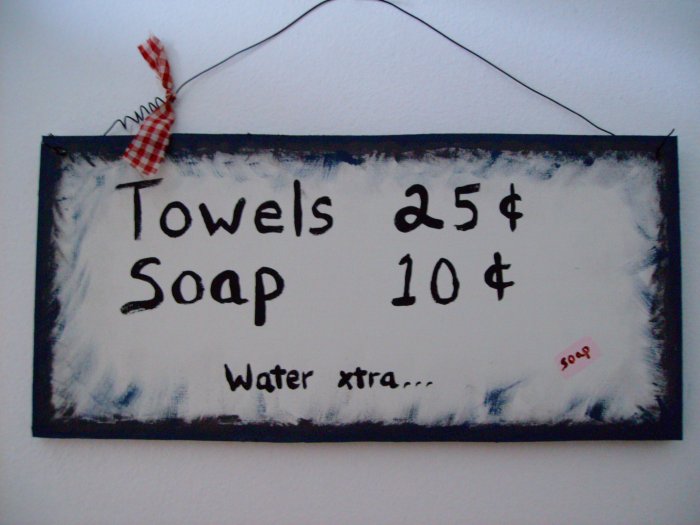 Towels 25¢
Soap 10¢
soap
Water xtra...